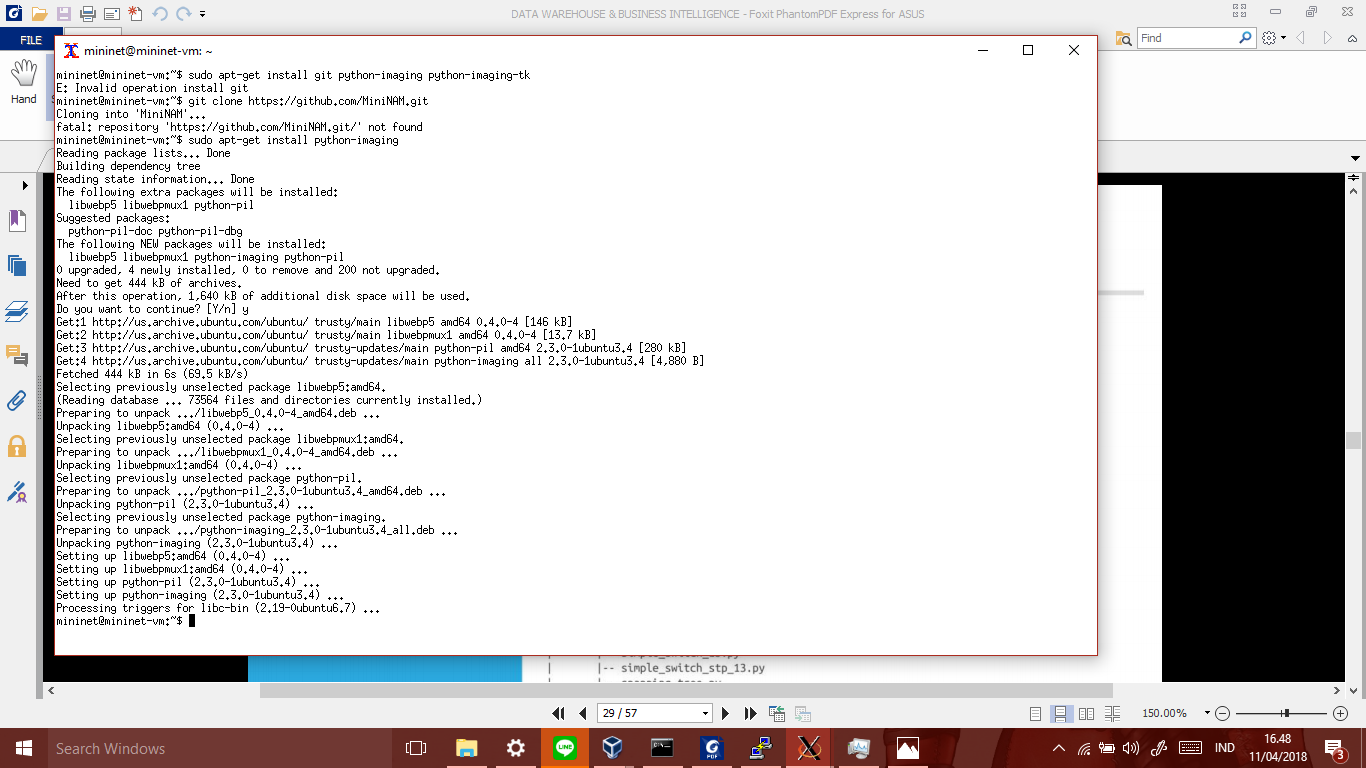 DATA WAREHOUSE & BUSINESS INTELLIGENCE - Foxit PhantomPDF Express for ASUS
FILE
Find
Hand
mininet@mininet-vm: ~
mininet@mininet-vm:~$ sudo apt-get install git python-imaging python-imaging-tk
E: Invalid operation install git
mininet@mininet-vm:~$ git clone https://github.com/MiniNAM.git
Cloning into 'MiniNAM'...
fatal: repository 'https://github.com/MiniNAM.git/' not found
mininet@mininet-vm:~$ sudo apt-get install python-imaging
Reading package lists... Done
Building dependency tree
Reading state information... Done
The following extra packages will be installed:
libwebp5 libwebpmux1 python-pil
Suggested packages:
python-pil-doc python-pil-dbg
The following NEW packages will be installed:
libwebp5 libwebpmux1 python-imaging python-pil
0 upgraded, 4 newly installed, 0 to remove and 200 not upgraded.
Need to get 444 kB of archives.
After this operation, 1,640 kB of additional disk space will be used.
Do you want to continue? [Y/n] y
Get:1 http://us.archive.ubuntu.com/ubuntu/ trusty/main libwebp5 amd64 0.4.0-4 [146 kB]
Get:2 http://us.archive.ubuntu.com/ubuntu/ trusty/main libwebpmux1 amd64 0.4.0-4 [13.7 kB]
Get:3 http://us.archive.ubuntu.com/ubuntu/ trusty-updates/main python-pil amd64 2.3.0-1ubuntu3.4 [280 kB]
Get:4 http://us.archive.ubuntu.com/ubuntu/ trusty-updates/main python-imaging all 2.3.0-1ubuntu3.4 [4,880 B]
Fetched 444 kB in 6s (69.5 kB/s)
Selecting previously unselected package libwebp5:amd64.
(Reading database ... 73564 files and directories currently installed.)
Preparing to unpack .../libwebp5_0.4.0-4_amd64.deb ...
Unpacking libwebp5:amd64 (0.4.0-4) ...
Selecting previously unselected package libwebpmux1:amd64.
Preparing to unpack .../libwebpmux1_0.4.0-4_amd64.deb ...
Unpacking libwebpmux1:amd64 (0.4.0-4) ...
Selecting previously unselected package python-pil.
Preparing to unpack .../python-pil_2.3.0-1ubuntu3.4_amd64.deb ...
Unpacking python-pil (2.3.0-1ubuntu3.4) ...
Selecting previously unselected package python-imaging.
Preparing to unpack .../python-imaging_2.3.0-1ubuntu3.4_all.deb ...
Unpacking python-imaging (2.3.0-1ubuntu3.4) ...
Setting up libwebp5:amd64 (0.4.0-4) ...
Setting up libwebpmux1:amd64 (0.4.0-4) ...
Setting up python-pil (2.3.0-1ubuntu3.4) ...
Setting up python-imaging (2.3.0-1ubuntu3.4) ...
Processing triggers for libc-bin (2.19-0ubuntu6.7) ...
mininet@mininet-vm:~$
| |-- simple_switch_stp_13.py
29 / 57
150.00%
Search Windows
LINE
PDF
IND
16.48
11/04/2018
3